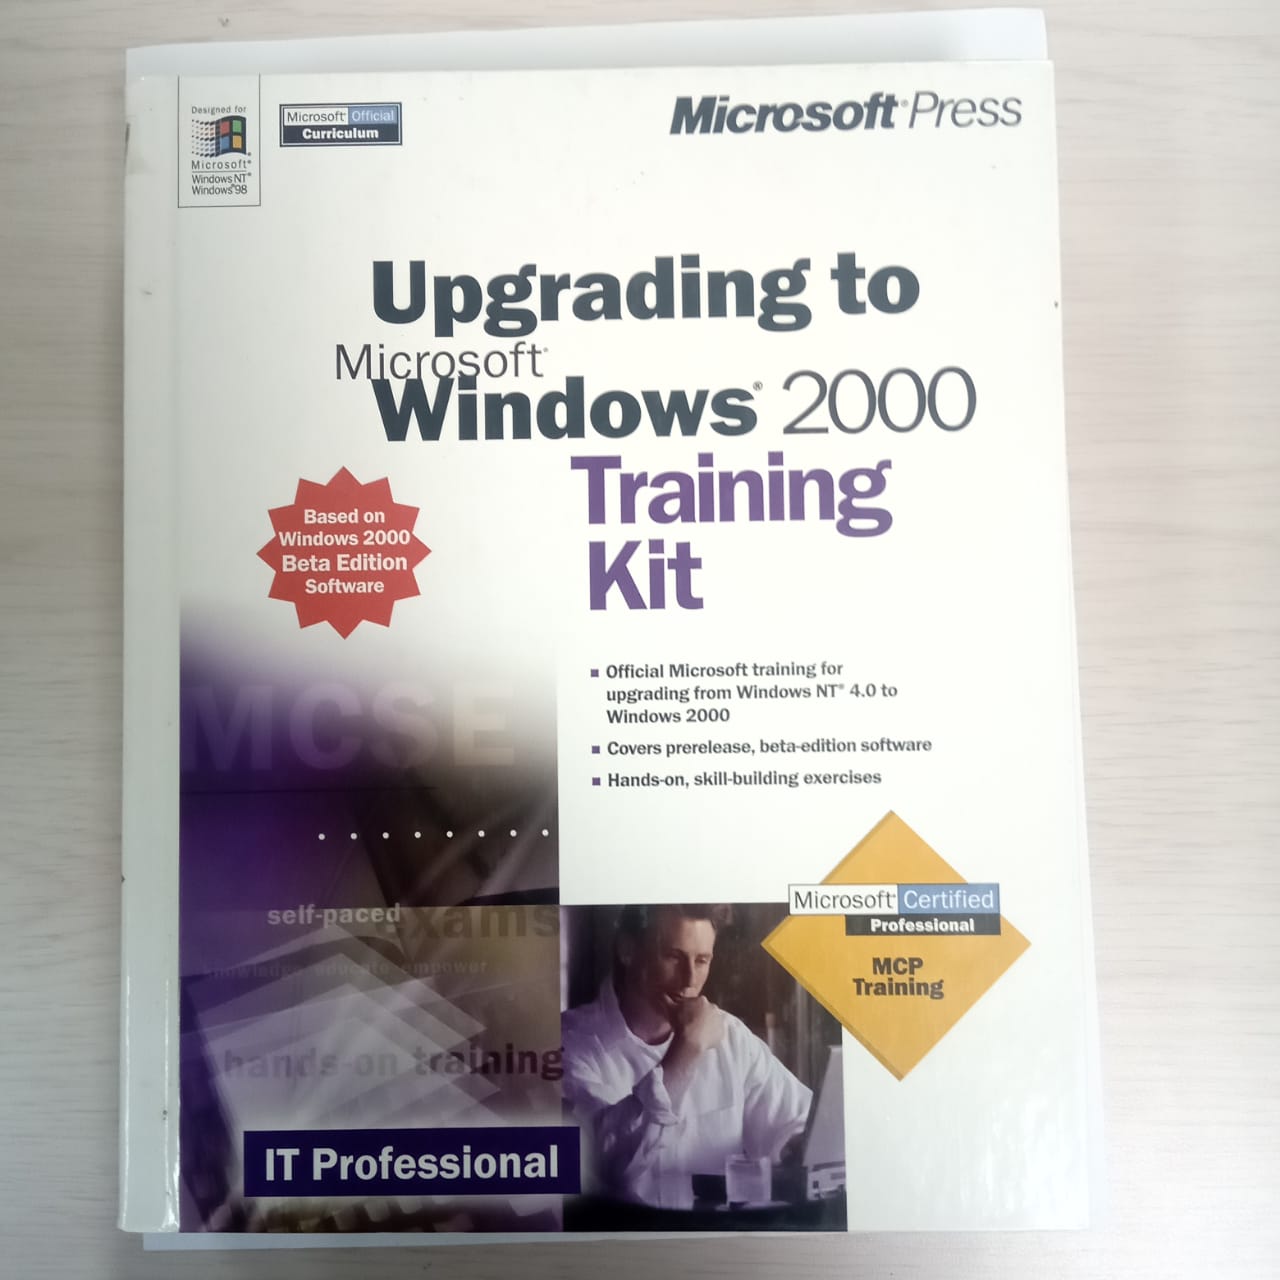 Designed for
Microsoft®
Windows NT®
Windows®98
Microsoft® Official
Curriculum
Microsoft® Press
Upgrading to
Microsoft®
Windows® 2000
Training
Kit
Based on
Windows 2000
Beta Edition
Software
Official Microsoft training for
upgrading from Windows NT® 4.0 to
Windows 2000
Covers prerelease, beta-edition software
Hands-on, skill-building exercises
MCSE
self-paced
exams
knowledge educate empower
hands-on training
Microsoft® Certified
Professional
MCP
Training
IT Professional